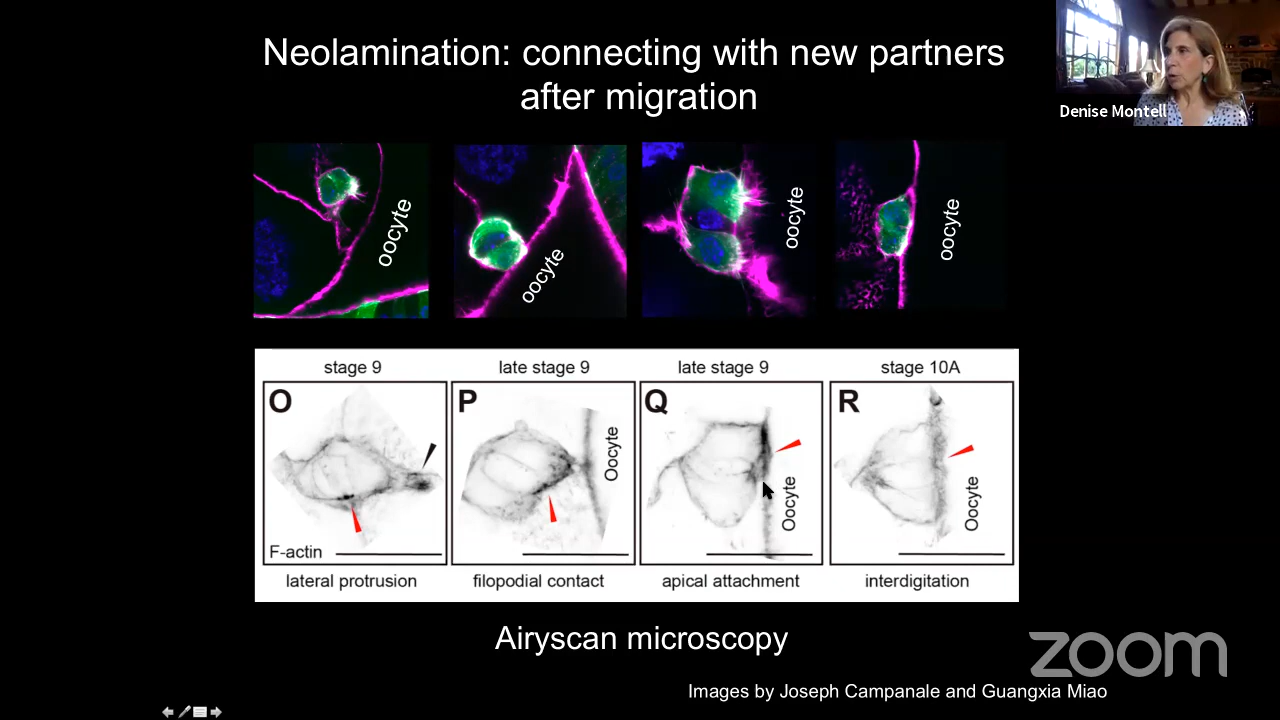 Neolamination: connecting with new partners
after migration
Denise Montell
oocyte
oocyte
oocyte
oocyte
stage 9
late stage 9
late stage 9
stage 10A
O
P
Q
R
Oocyte
Oocyte
Oocyte
F-actin
lateral protrusion
filopodial contact
apical attachment
interdigitation
Airyscan microscopy
zoom
Images by Joseph Campanale and Guangxia Miao